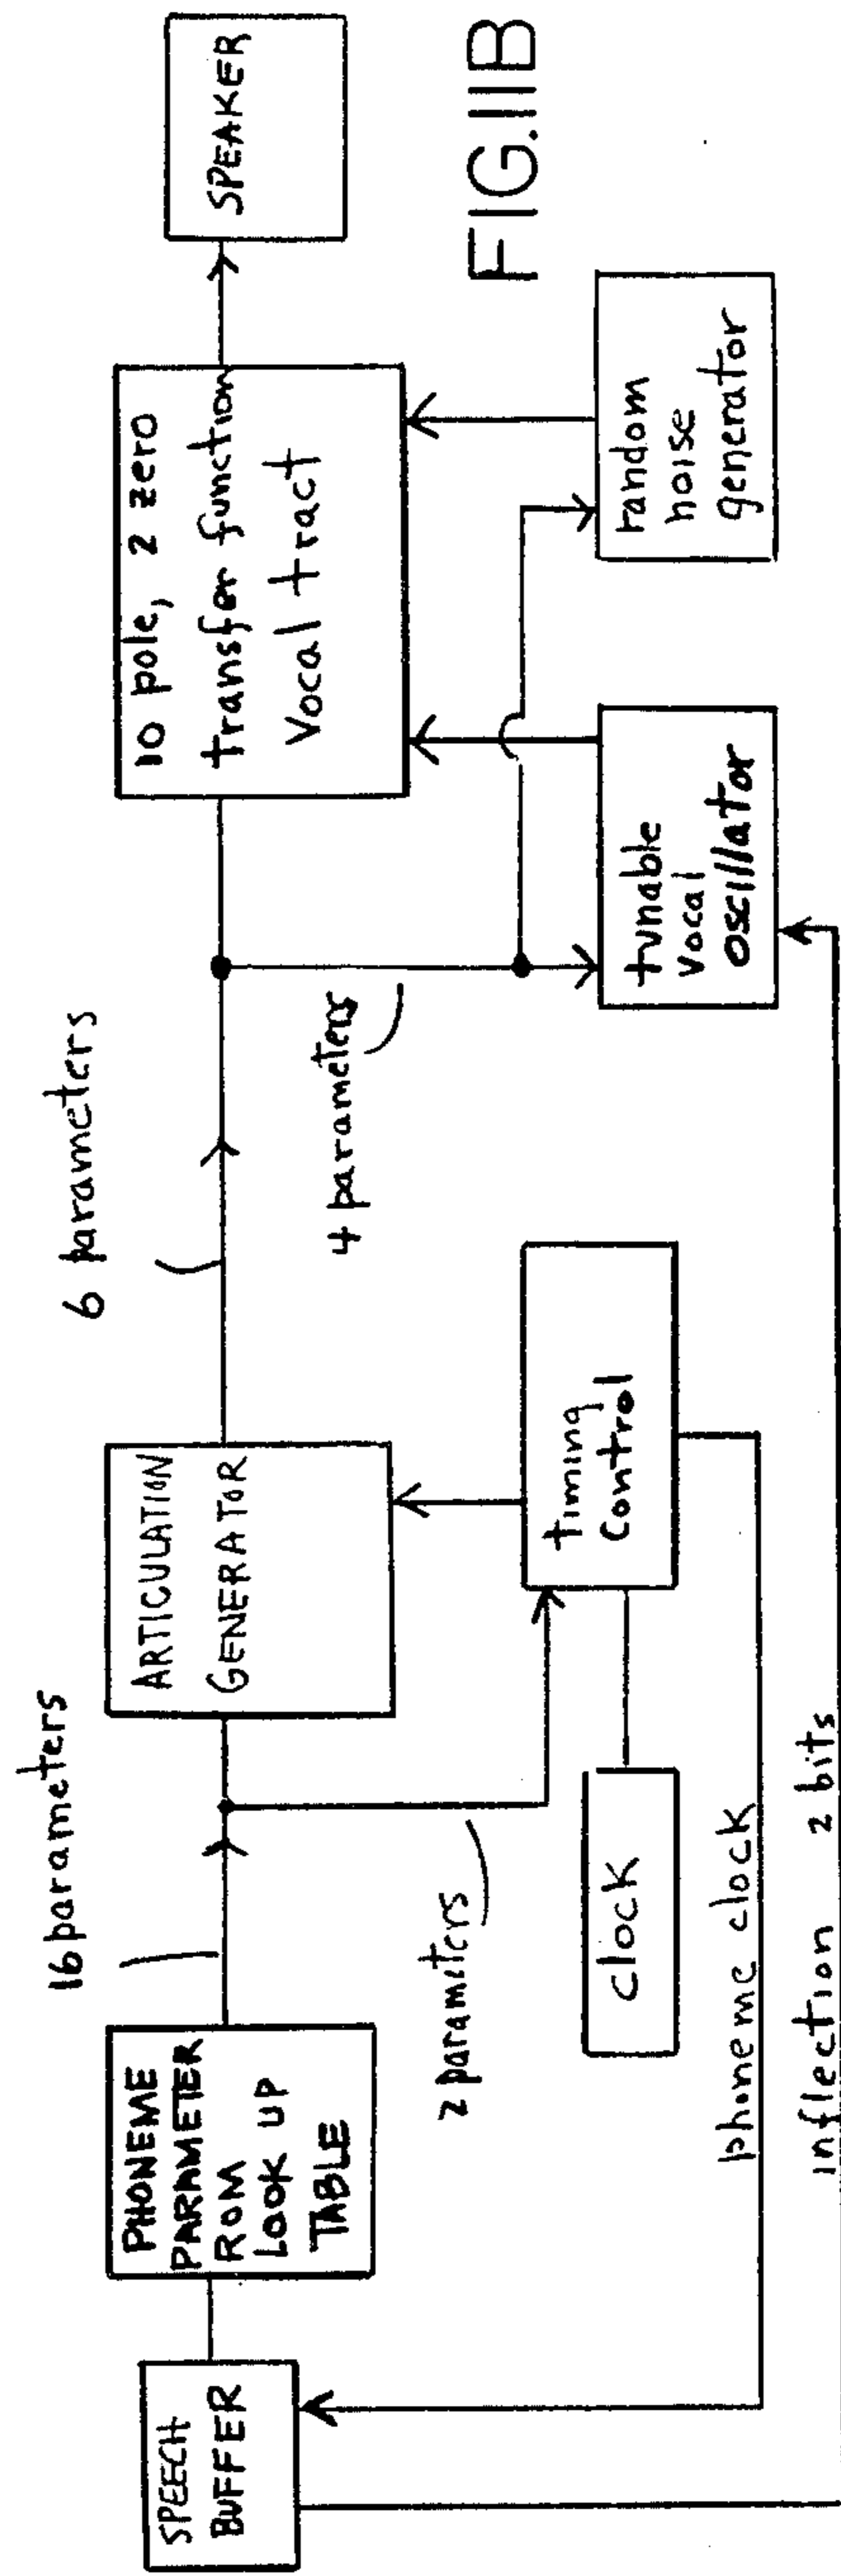 SPEECH
BUFFER
PHONEME
PARAMETER
ROM
LOOK UP
TABLE
16 parameters
2 parameters
ARTICULATION
GENERATOR
clock
timing
Control
phoneme clock
inflection 2 bits
6 parameters
4 parameters
10 pole, 2 zero
transfer function
Vocal tract
tunable
Vocal
oscillator
random
noise
generator
SPEAKER
FIG.11B